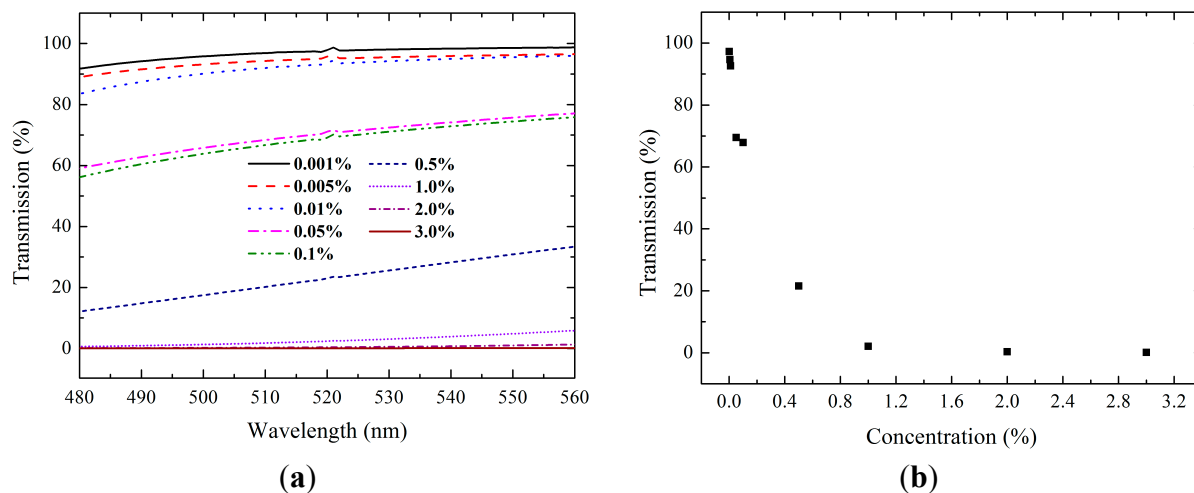 Transmission (%)
100
80
60
40
20
0
0.001%
0.005%
0.01%
0.05%
0.1%
0.5%
1.0%
2.0%
3.0%
480 490 500 510 520 530 540 550 560
Wavelength (nm)
(a)
Transmission (%)
100
80
60
40
20
0
0.0 0.4 0.8 1.2 1.6 2.0 2.4 2.8 3.2
Concentration (%)
(b)